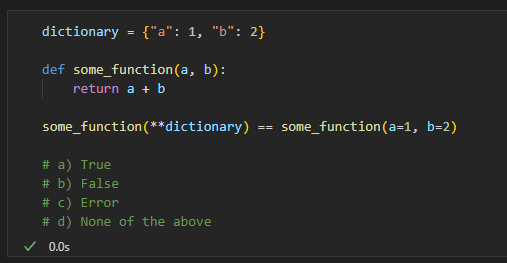 dictionary = {"a": 1, "b": 2}
def some_function(a, b):
    return a + b
some_function(**dictionary) == some_function(a=1, b=2)
# a) True
# b) False
# c) Error
# d) None of the above
✓ 0.0s